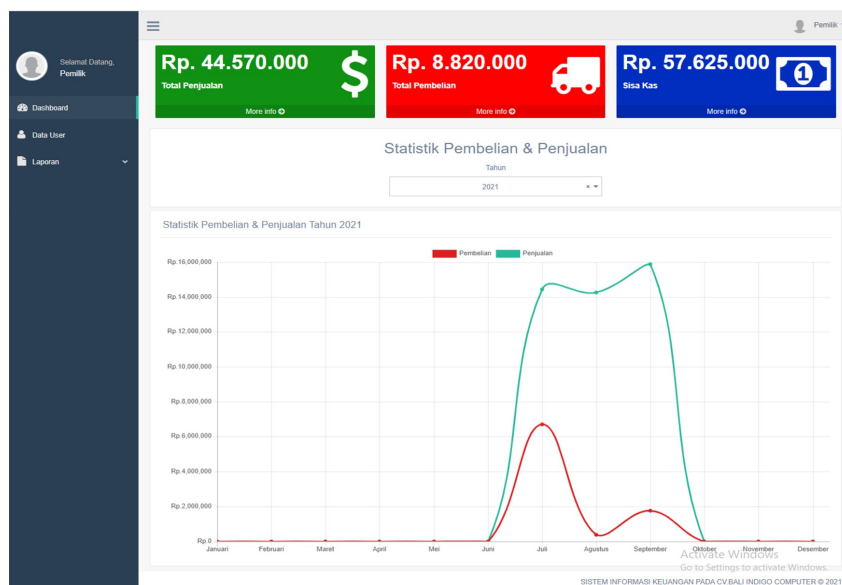 Pemilik
Selamat Datang,
Pemilik
Dashboard
Data User
Laporan
Rp. 44.570.000
Total Penjualan
More info
Rp. 8.820.000
Total Pembelian
More info
Rp. 57.625.000
Sisa Kas
1
More info
Statistik Pembelian & Penjualan
Tahun
2021 ×
Statistik Pembelian & Penjualan Tahun 2021
Pembelian Penjualan
Rp.16,000,000
Rp.14,000,000
Rp.12,000,000
Rp.10,000,000
Rp.8,000,000
Rp.6,000,000
Rp.4,000,000
Rp.2,000,000
Rp.0
Januari Februari Maret April Mei Juni Juli Agustus September Oktober November Desember
Activate Windows
Go to Settings to activate Windows.
SISTEM INFORMASI KEUANGAN PADA CV.BALI INDIGO COMPUTER © 2021